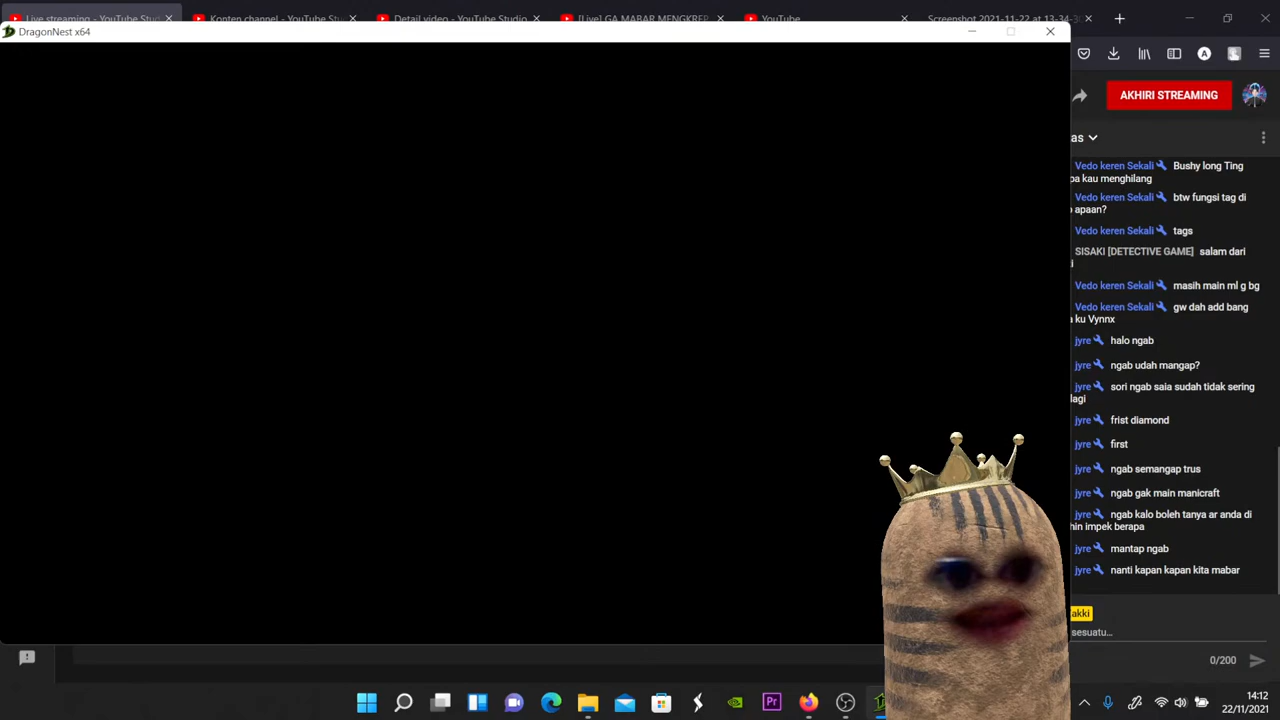 Live streaming - YouTube Stud
Konten channel - YouTube Studio
Detail video - YouTube Studio
[Live] GA MABAR MENGKREP
YouTube
Screenshot 2021-11-22 at 13-34-3
DragonNest x64
AKHIRI STREAMING
as
Vedo keren Sekali Bushy long Ting
pa kau menghilang
Vedo keren Sekali btw fungsi tag di
apaan?
Vedo keren Sekali tags
SISAKI [DETECTIVE GAME] salam dari
Vedo keren Sekali masih main ml g bg
Vedo keren Sekali gw dah add bang
ku Vynnx
jyre halo ngab
jyre ngab udah mangap?
jyre sori ngab saia sudah tidak sering
lagi
jyre frist diamond
jyre first
jyre ngab semangap trus
jyre ngab gak main manicraft
jyre ngab kalo boleh tanya ar anda di
hin impek berapa
jyre mantap ngab
jyre nanti kapan kapan kita mabar
akki
sesuatu...
0/200
Pr
14:12
22/11/2021